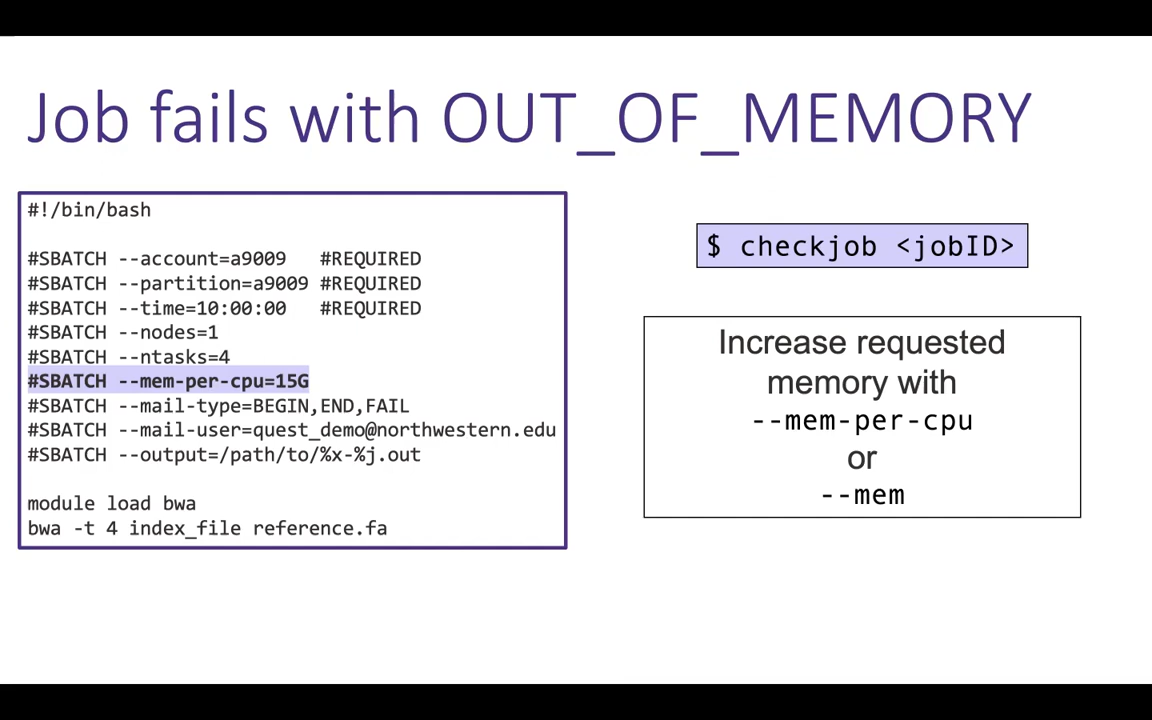 Job fails with OUT_OF_MEMORY
#!/bin/bash
#SBATCH --account=a9009   #REQUIRED
#SBATCH --partition=a9009 #REQUIRED
#SBATCH --time=10:00:00   #REQUIRED
#SBATCH --nodes=1
#SBATCH --ntasks=4
#SBATCH --mem-per-cpu=15G
#SBATCH --mail-type=BEGIN,END,FAIL
#SBATCH --mail-user=quest_demo@northwestern.edu
#SBATCH --output=/path/to/%x-%j.out
module load bwa
bwa -t 4 index_file reference.fa
$ checkjob <jobID>
Increase requested
memory with
--mem-per-cpu
or
--mem